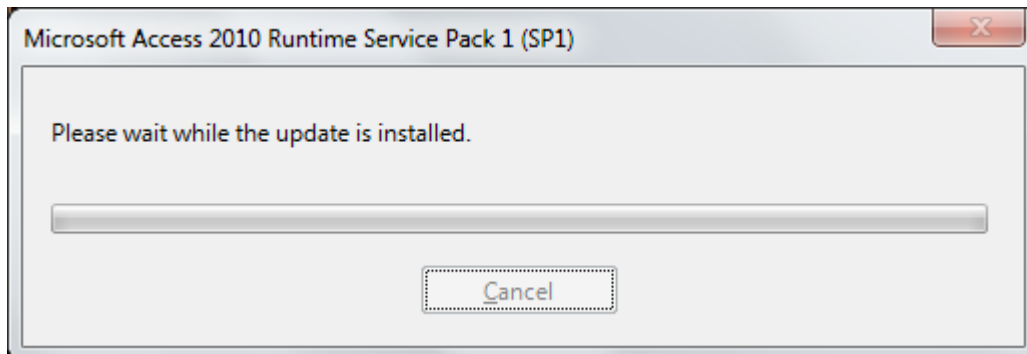 Microsoft Access 2010 Runtime Service Pack 1 (SP1)
Please wait while the update is installed.
Cancel